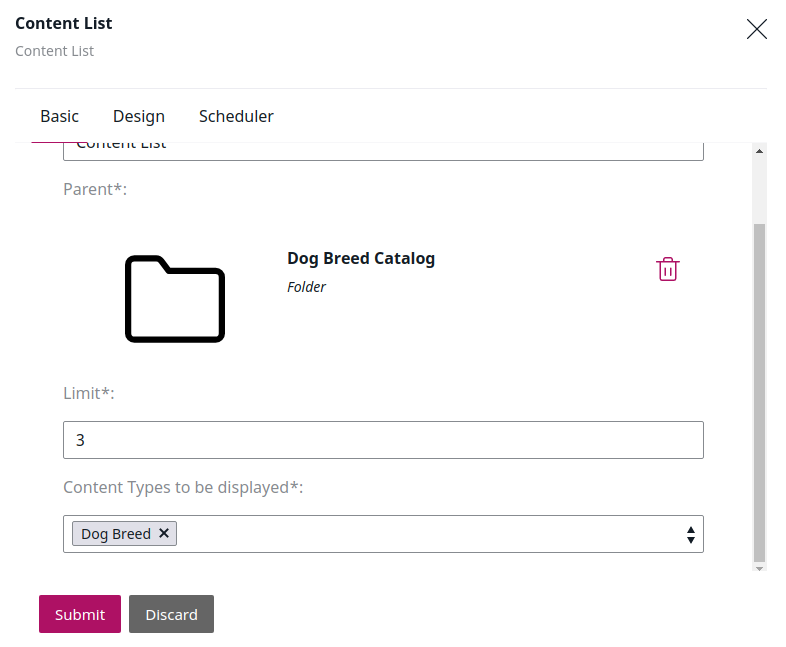 Content List
Content List
Basic Design Scheduler
Content List
Parent*:
Dog Breed Catalog
Folder
Limit*:
3
Content Types to be displayed*:
Dog Breed ✕
Submit Discard